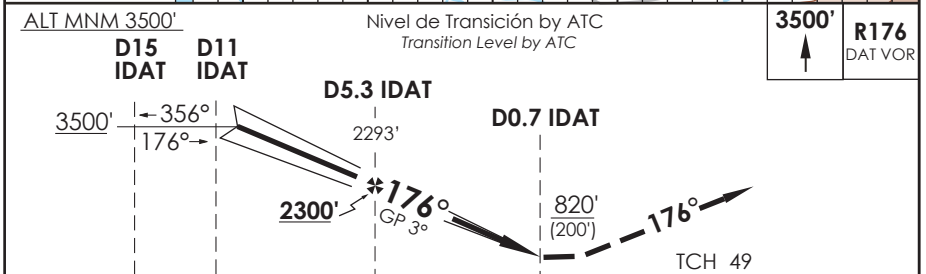 ALT MNM 3500'
Nivel de Transición by ATC
Transition Level by ATC
3500'
R176
DAT VOR
D15
IDAT
D11
IDAT
D5.3 IDAT
D0.7 IDAT
3500'
356°
176°
2293'
2300'
176°
GP 3°
820'
(200')
176°
TCH 49